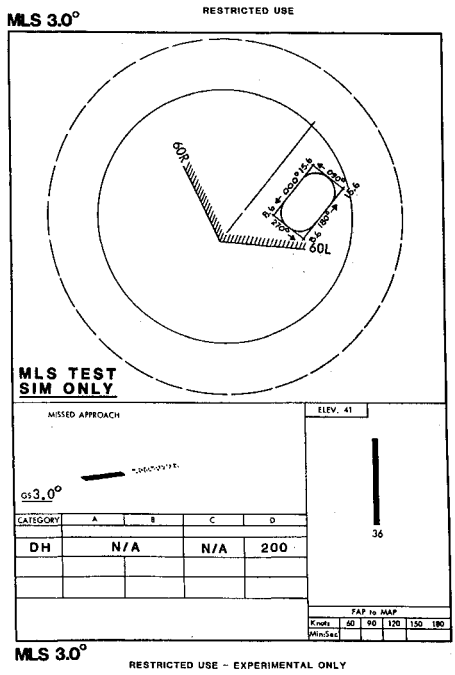 RESTRICTED USE
MLS 3.0°
60R
15.6
000°
8.6
090°
15.6
180°
8.6
270°
60L
MLS TEST
SIM ONLY
MISSED APPROACH
ELEV. 41
GS 3.0°
36
CATEGORY A B C D
DH N/A N/A 200
FAP to MAP
Knots 60 90 120 150 180
Min:Sec
MLS 3.0°
RESTRICTED USE - EXPERIMENTAL ONLY